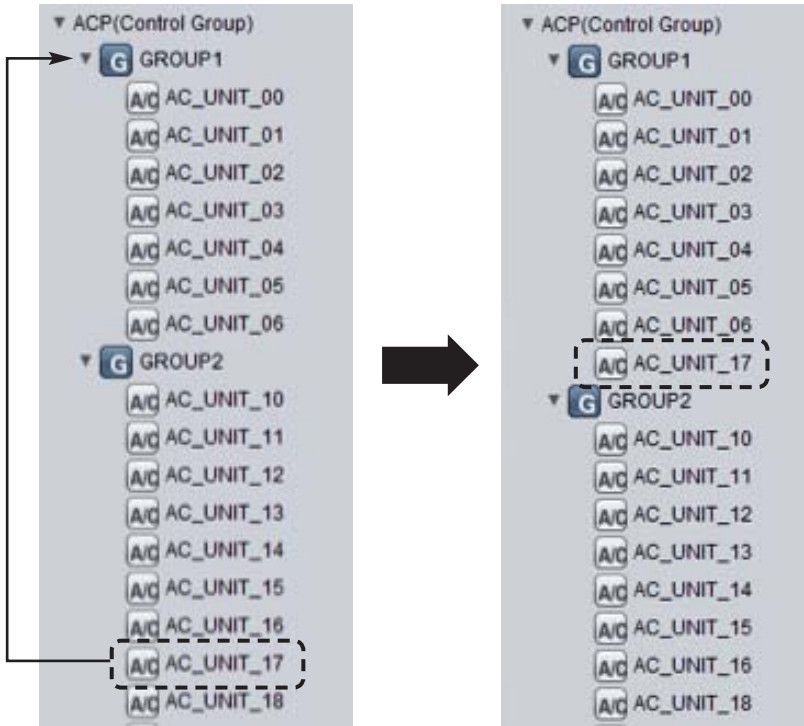 ACP(Control Group)
G GROUP1
A/C AC_UNIT_00
A/C AC_UNIT_01
A/C AC_UNIT_02
A/C AC_UNIT_03
A/C AC_UNIT_04
A/C AC_UNIT_05
A/C AC_UNIT_06
G GROUP2
A/C AC_UNIT_10
A/C AC_UNIT_11
A/C AC_UNIT_12
A/C AC_UNIT_13
A/C AC_UNIT_14
A/C AC_UNIT_15
A/C AC_UNIT_16
A/C AC_UNIT_17
A/C AC_UNIT_18
ACP(Control Group)
G GROUP1
A/C AC_UNIT_00
A/C AC_UNIT_01
A/C AC_UNIT_02
A/C AC_UNIT_03
A/C AC_UNIT_04
A/C AC_UNIT_05
A/C AC_UNIT_06
A/C AC_UNIT_17
G GROUP2
A/C AC_UNIT_10
A/C AC_UNIT_11
A/C AC_UNIT_12
A/C AC_UNIT_13
A/C AC_UNIT_14
A/C AC_UNIT_15
A/C AC_UNIT_16
A/C AC_UNIT_18